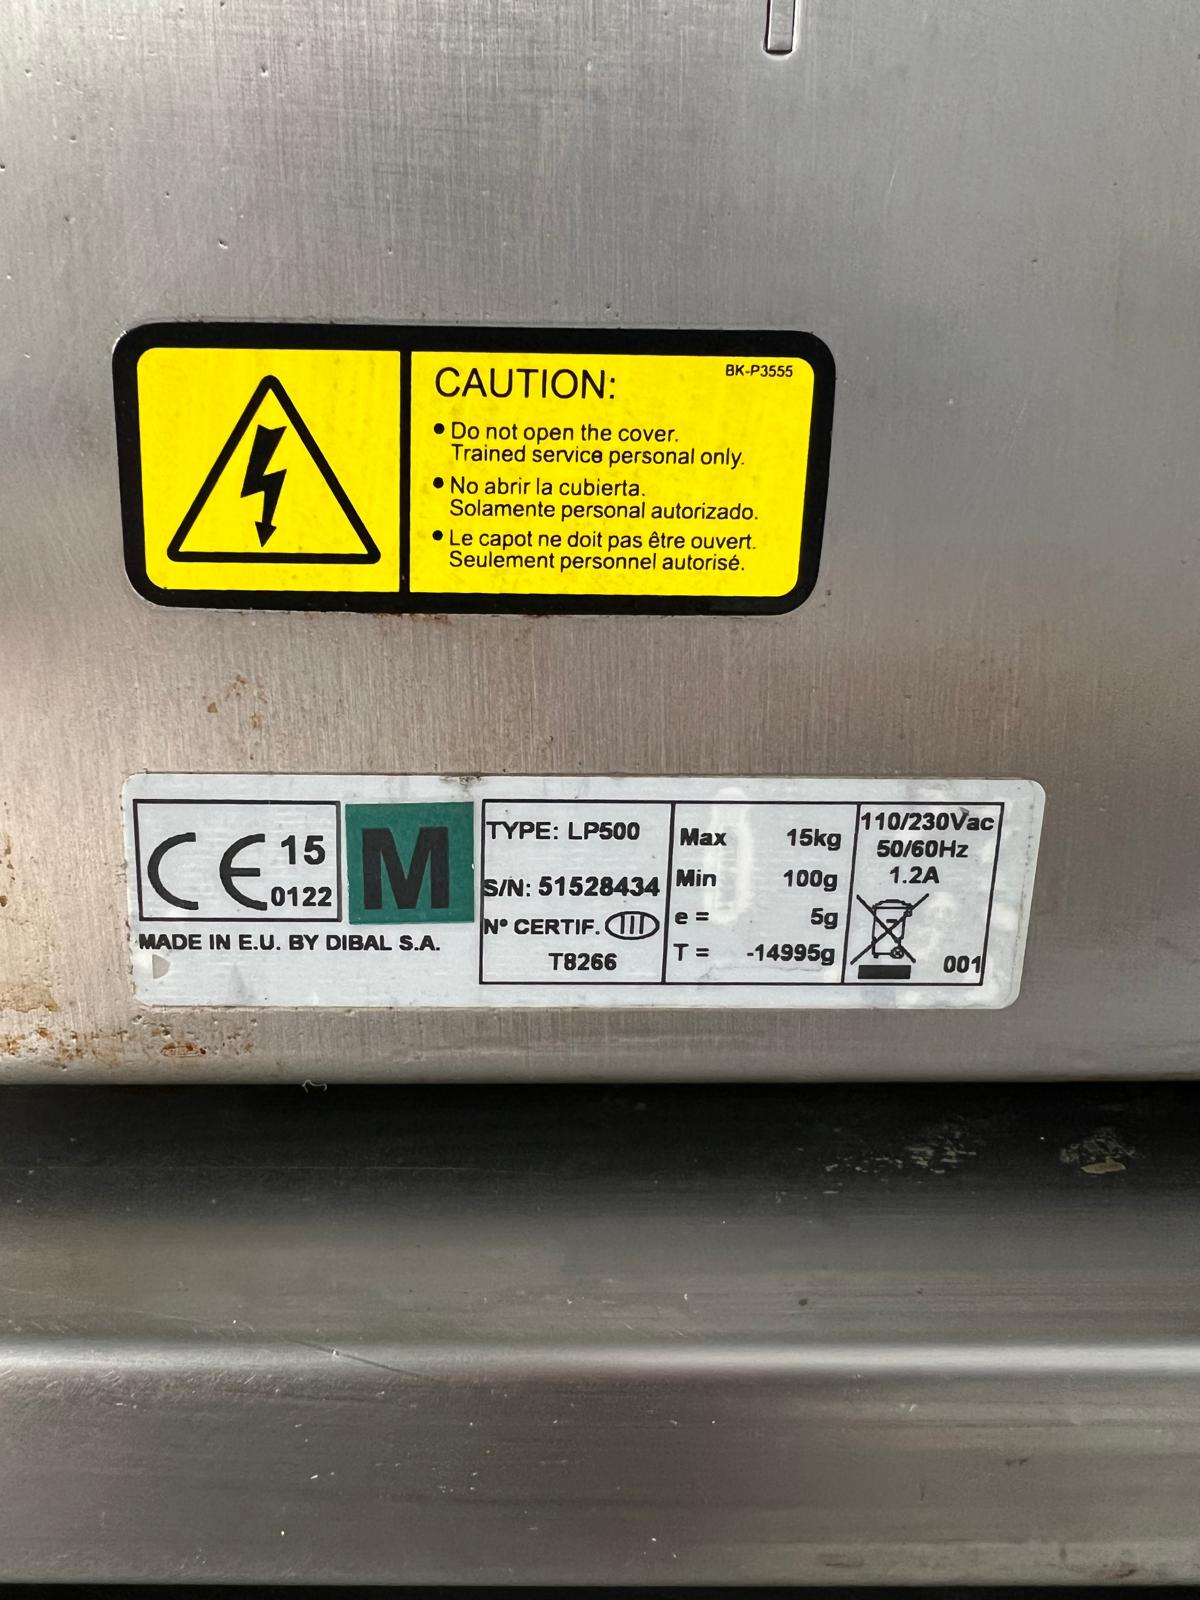 CAUTION:
BK-P3555
• Do not open the cover.
Trained service personal only.
• No abrir la cubierta.
Solamente personal autorizado.
• Le capot ne doit pas être ouvert.
Seulement personnel autorisé.
CE 15
0122
M
MADE IN E.U. BY DIBAL S.A.
TYPE: LP500
S/N: 51528434
Nº CERTIF. III
T8266
Max 15kg
Min 100g
e = 5g
T = -14995g
110/230Vac
50/60Hz
1.2A
001